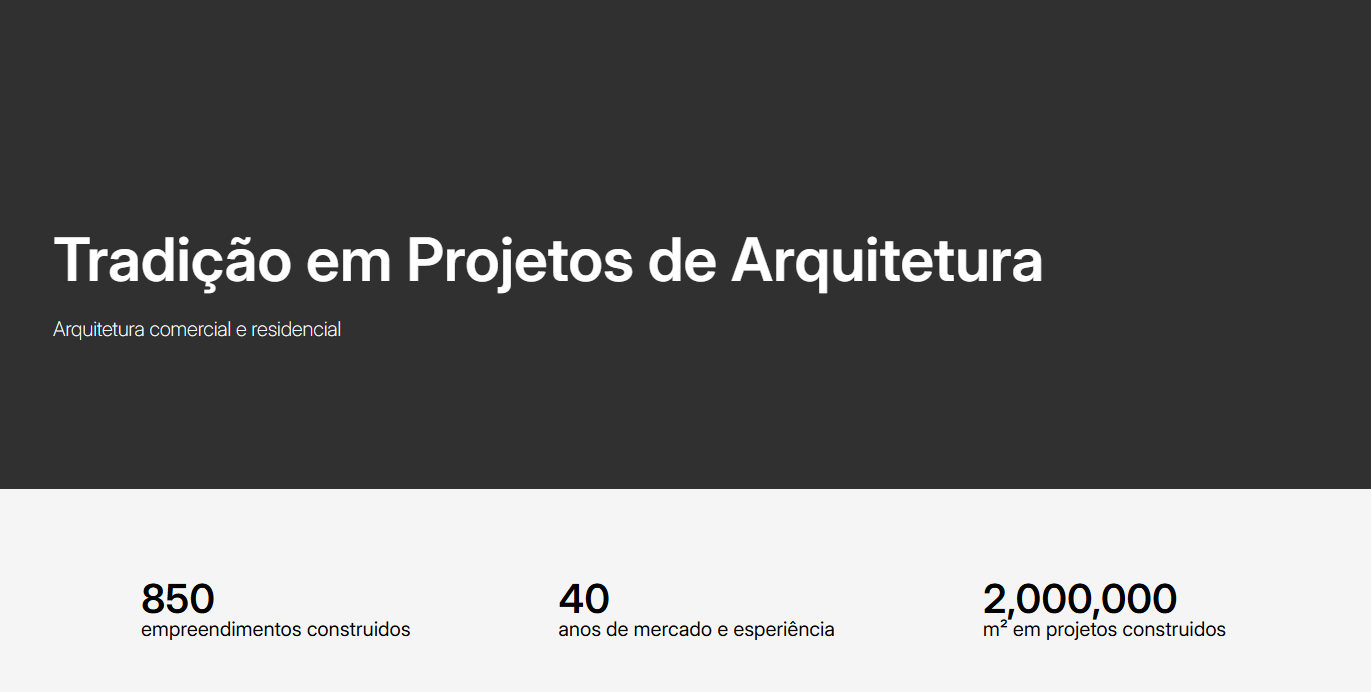 Tradição em Projetos de Arquitetura
Arquitetura comercial e residencial
850
40
2,000,000
empreendimentos construidos
anos de mercado e esperiência
m² em projetos construidos